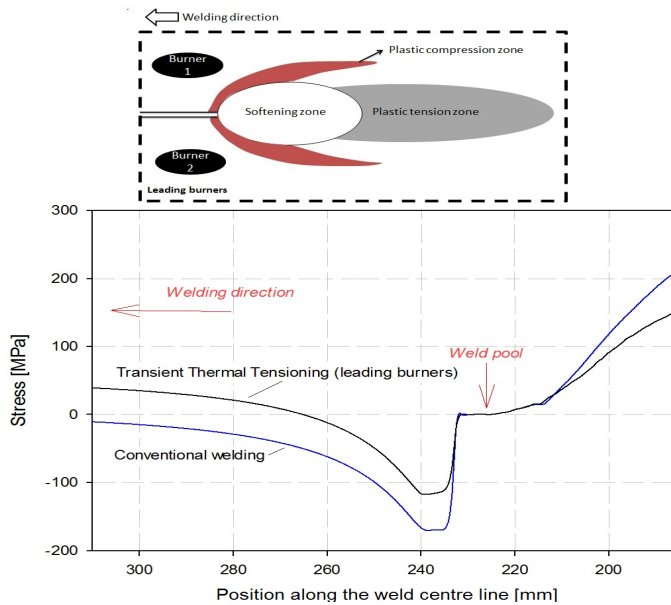 Welding direction
Burner
1
Plastic compression zone
Softening zone
Plastic tension zone
Burner
2
Leading burners
300
200
100
0
-100
-200
Stress [MPa]
Welding direction
Weld pool
Transient Thermal Tensioning (leading burners)
Conventional welding
300
280
260
240
220
200
Position along the weld centre line [mm]